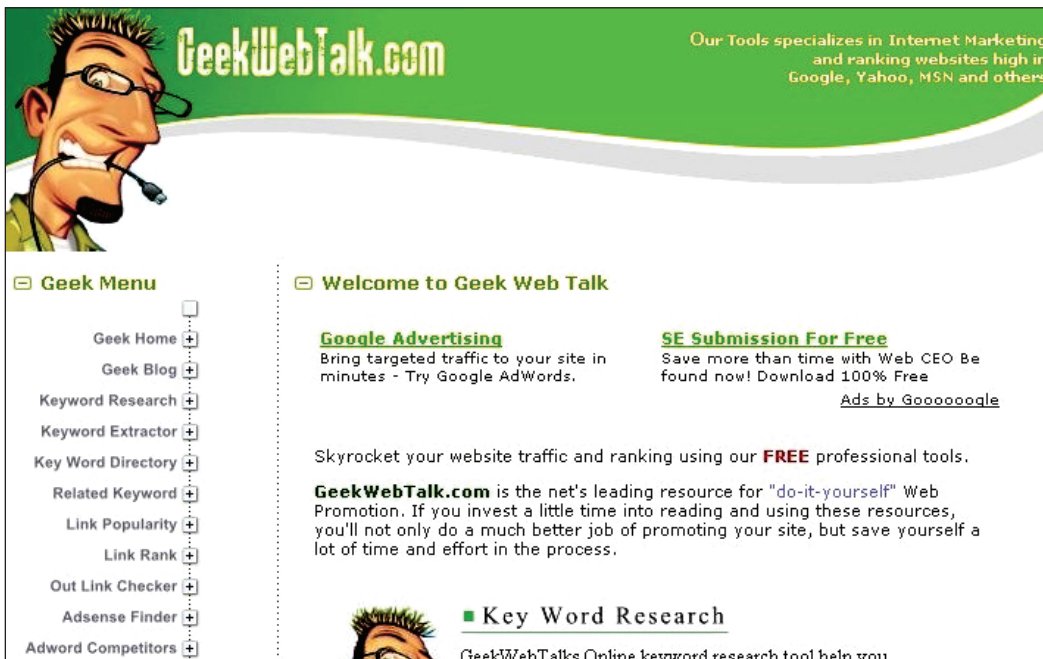 GeekWebTalk.com
Our Tools specializes in Internet Marketing
and ranking websites high in
Google, Yahoo, MSN and others
Geek Menu
Geek Home
Geek Blog
Keyword Research
Keyword Extractor
Key Word Directory
Related Keyword
Link Popularity
Link Rank
Out Link Checker
Adsense Finder
Adword Competitors
Welcome to Geek Web Talk
Google Advertising
Bring targeted traffic to your site in
minutes - Try Google AdWords.
SE Submission For Free
Save more than time with Web CEO Be
found now! Download 100% Free
Ads by Goooooogle
Skyrocket your website traffic and ranking using our FREE professional tools.
GeekWebTalk.com is the net's leading resource for "do-it-yourself" Web
Promotion. If you invest a little time into reading and using these resources,
you'll not only do a much better job of promoting your site, but save yourself a
lot of time and effort in the process.
Key Word Research
GeekWebTalks Online keyword research tool help you